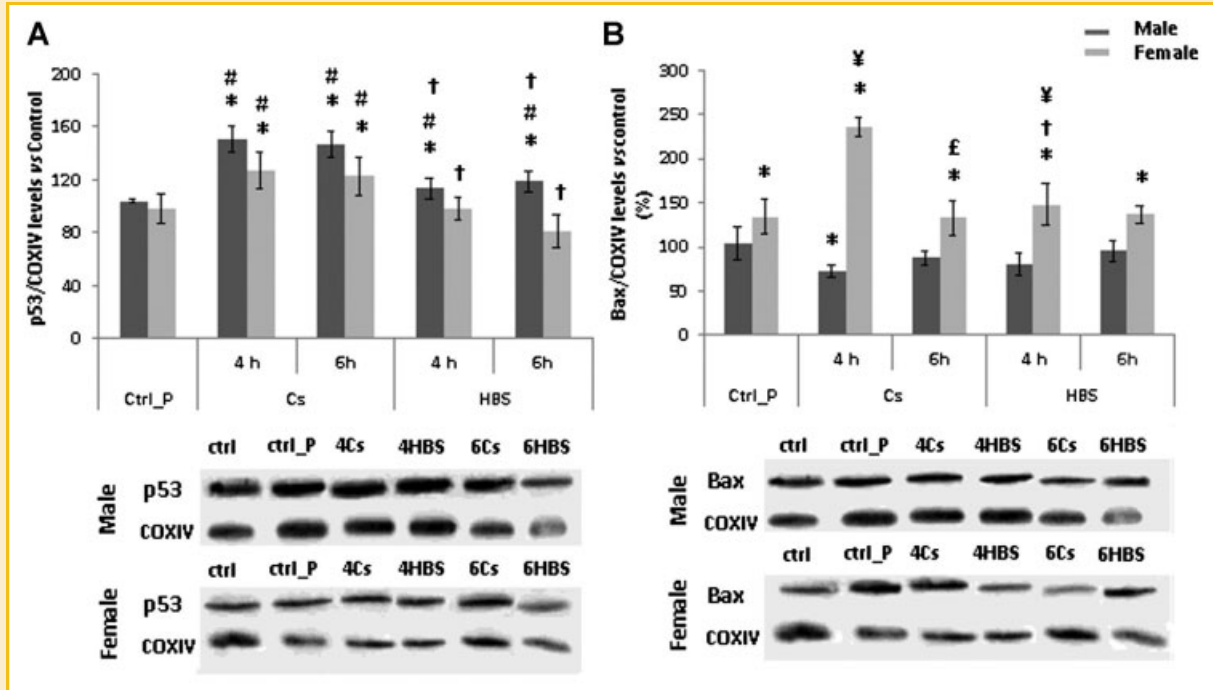 A
p53/COXIV levels vs Control
200
160
120
80
40
0
# * # * # * # * † # * † † # * †
4 h 6h 4 h 6h
Ctrl_P Cs HBS
ctrl ctrl_P 4Cs 4HBS 6Cs 6HBS
Male
p53
COXIV
ctrl ctrl_P 4Cs 4HBS 6Cs 6HBS
Female
p53
COXIV
B
Male
Female
Bax/COXIV levels vs control
(%)
300
250
200
150
100
50
0
* * ¥ * £ * ¥ † * *
4 h 6h 4 h 6h
Ctrl_P Cs HBS
ctrl ctrl_P 4Cs 4HBS 6Cs 6HBS
Male
Bax
COXIV
ctrl ctrl_P 4Cs 4HBS 6Cs 6HBS
Female
Bax
COXIV